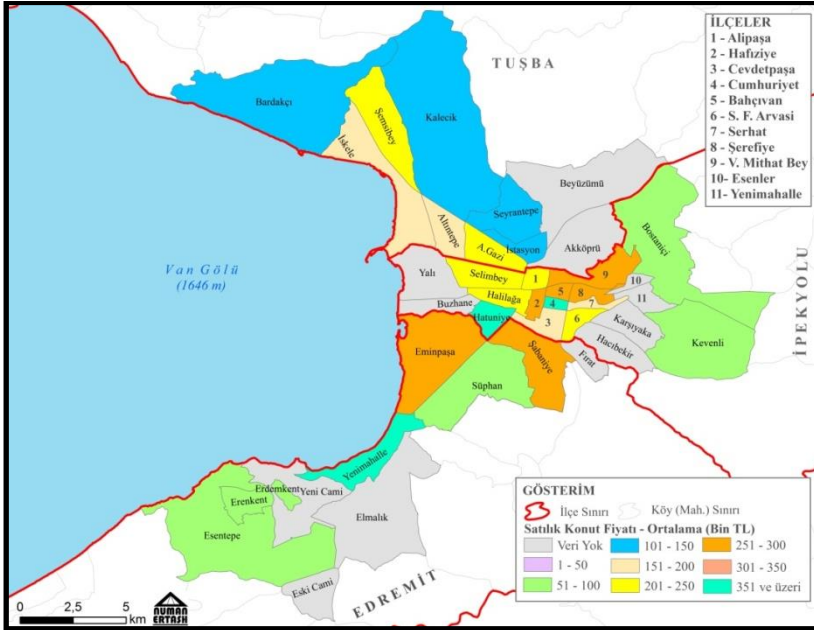 TUŞBA
İLÇELER
1 - Alipaşa
2 - Hafıziye
3 - Cevdetpaşa
4 - Cumhuriyet
5 - Bahçıvan
6 - S. F. Arvasi
7 - Serhat
8 - Şerefiye
9 - V. Mithat Bey
10- Esenler
11- Yenimahalle
Bardakçı
Şemsibey
Kalecik
İskele
Beyüzümü
Seyrantepe
Altıntepe
A.Gazi
İstasyon
Akköprü
Bostaniçi
Van Gölü
(1646 m)
Yalı
Selimbey
1
9
10
Buzhane
Halilağa
2
5
8
4
7
11
Hatuniye
3
6
Karşıyaka
Hacıbekir
Kevenli
İPEKYOLU
Eminpaşa
Şabaniye
Fırat
Süphan
Yenimahalle
Erdemkent
Yeni Cami
Erenkent
Elmalık
Esentepe
Eski Cami
EDREMİT
GÖSTERİM
İlçe Sınırı
Köy (Mah.) Sınırı
Satılık Konut Fiyatı - Ortalama (Bin TL)
Veri Yok
101 - 150
251 - 300
1 - 50
151 - 200
301 - 350
51 - 100
201 - 250
351 ve üzeri
0 2,5 5
km
NUMAN
ERTASH